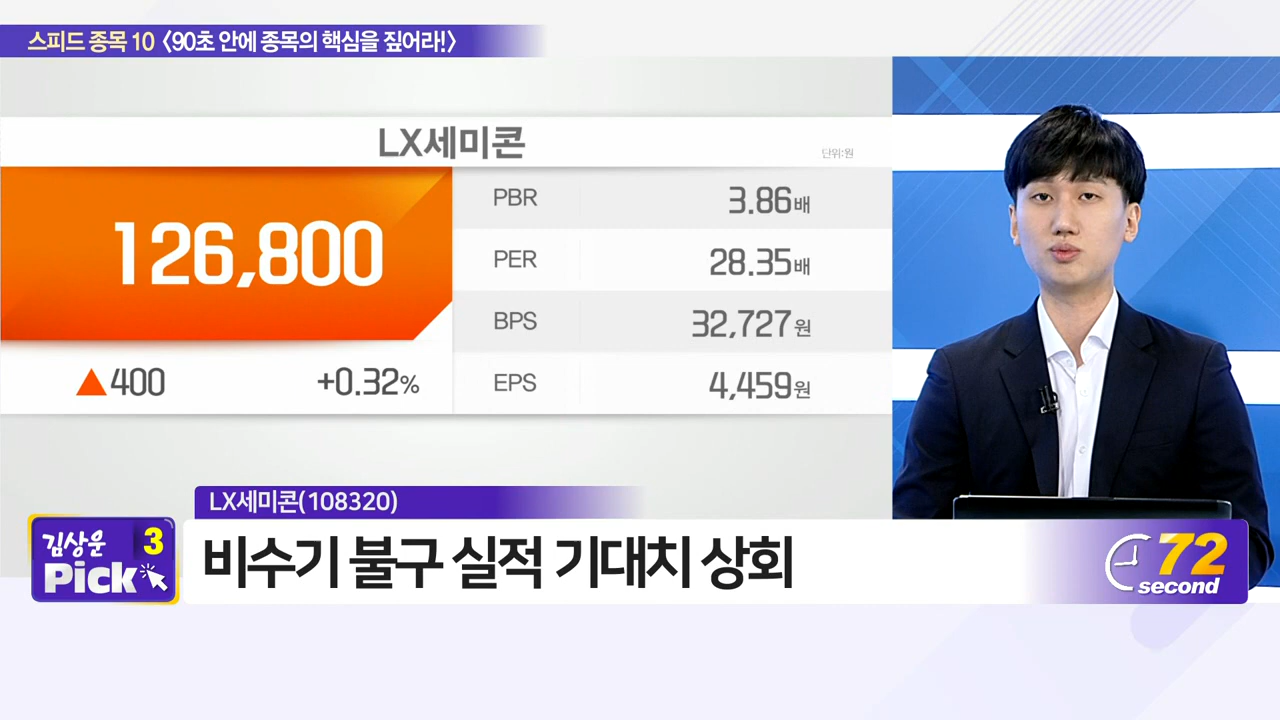 스피드 종목 10 <90초 안에 종목의 핵심을 짚어라!>
LX세미콘
단위:원
126,800
▲400 +0.32%
PBR 3.86배
PER 28.35배
BPS 32,727원
EPS 4,459원
LX세미콘(108320)
김상운 3
Pick
비수기 불구 실적 기대치 상회
72
second